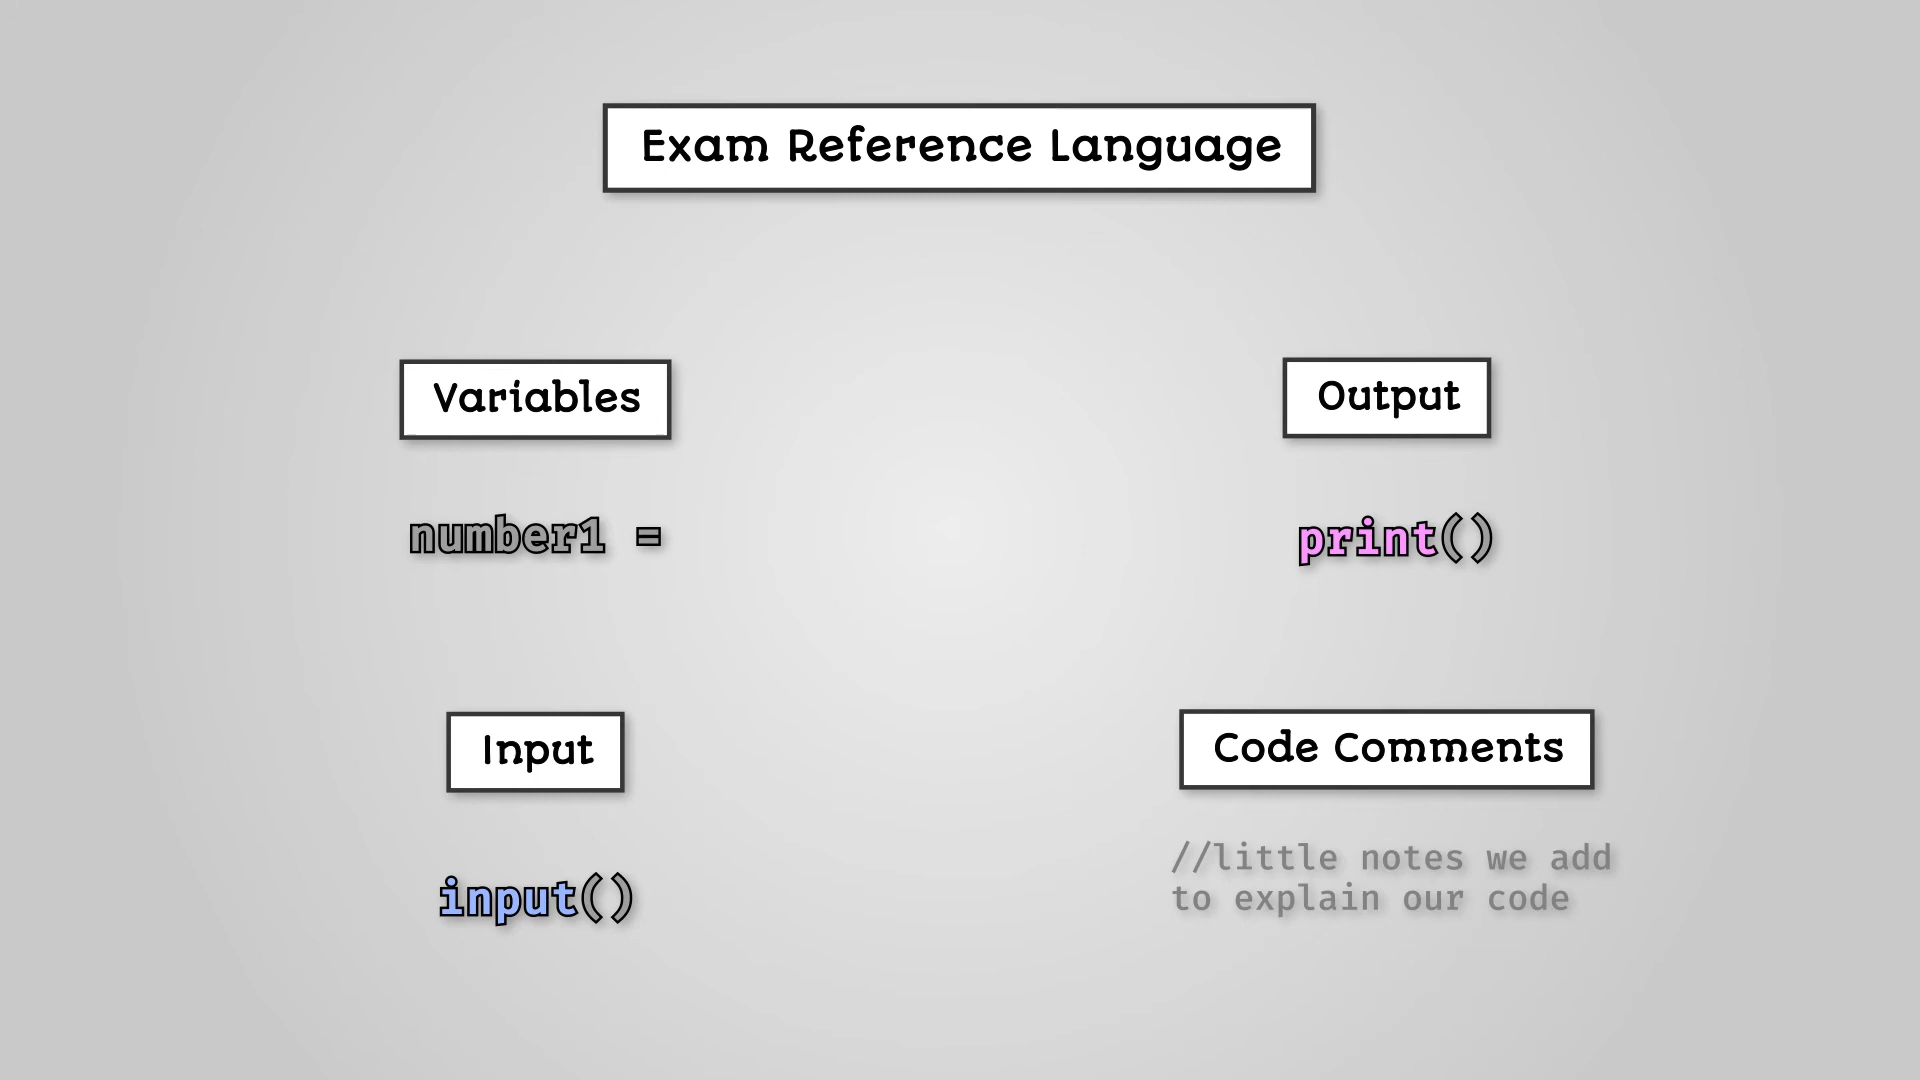 Exam Reference Language
Variables
number1 =
Output
print()
Input
input()
Code Comments
//little notes we add
to explain our code